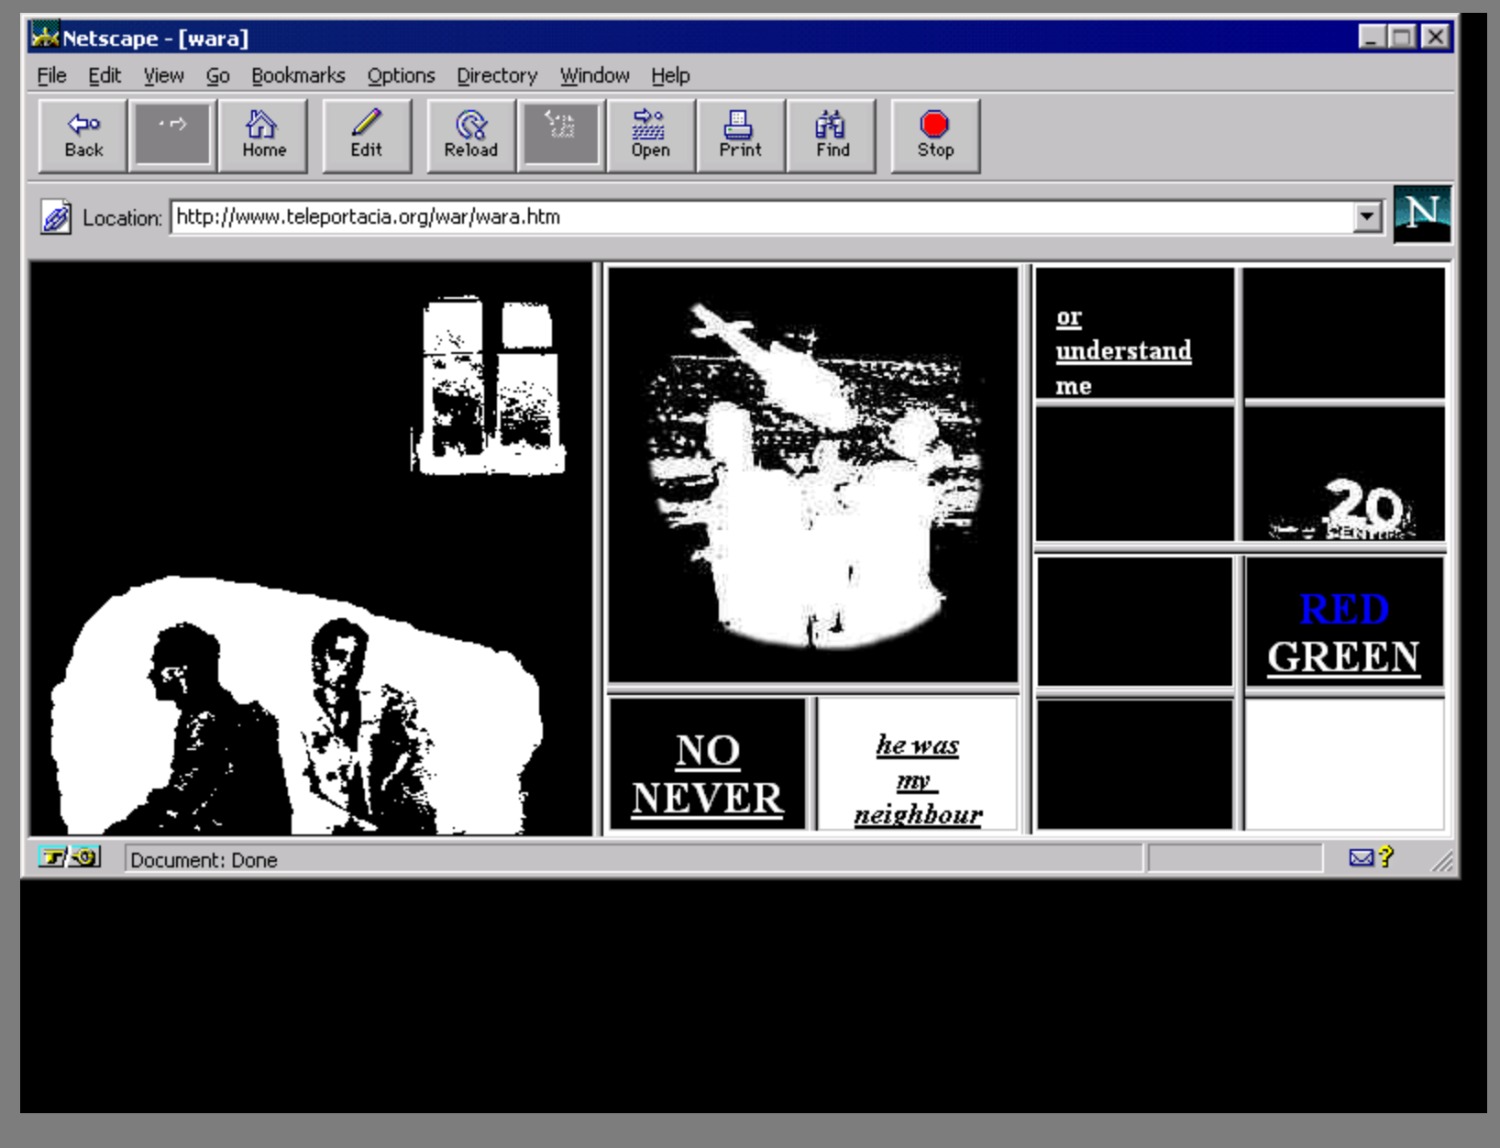 Netscape - [wara]
File Edit View Go Bookmarks Options Directory Window Help
Back Home Edit Reload Open Print Find Stop
Location: http://www.teleportacia.org/war/wara.htm
N
or
understand
me
20
CENTURY
RED
GREEN
NO
NEVER
he was
my
neighbour
Document: Done
?